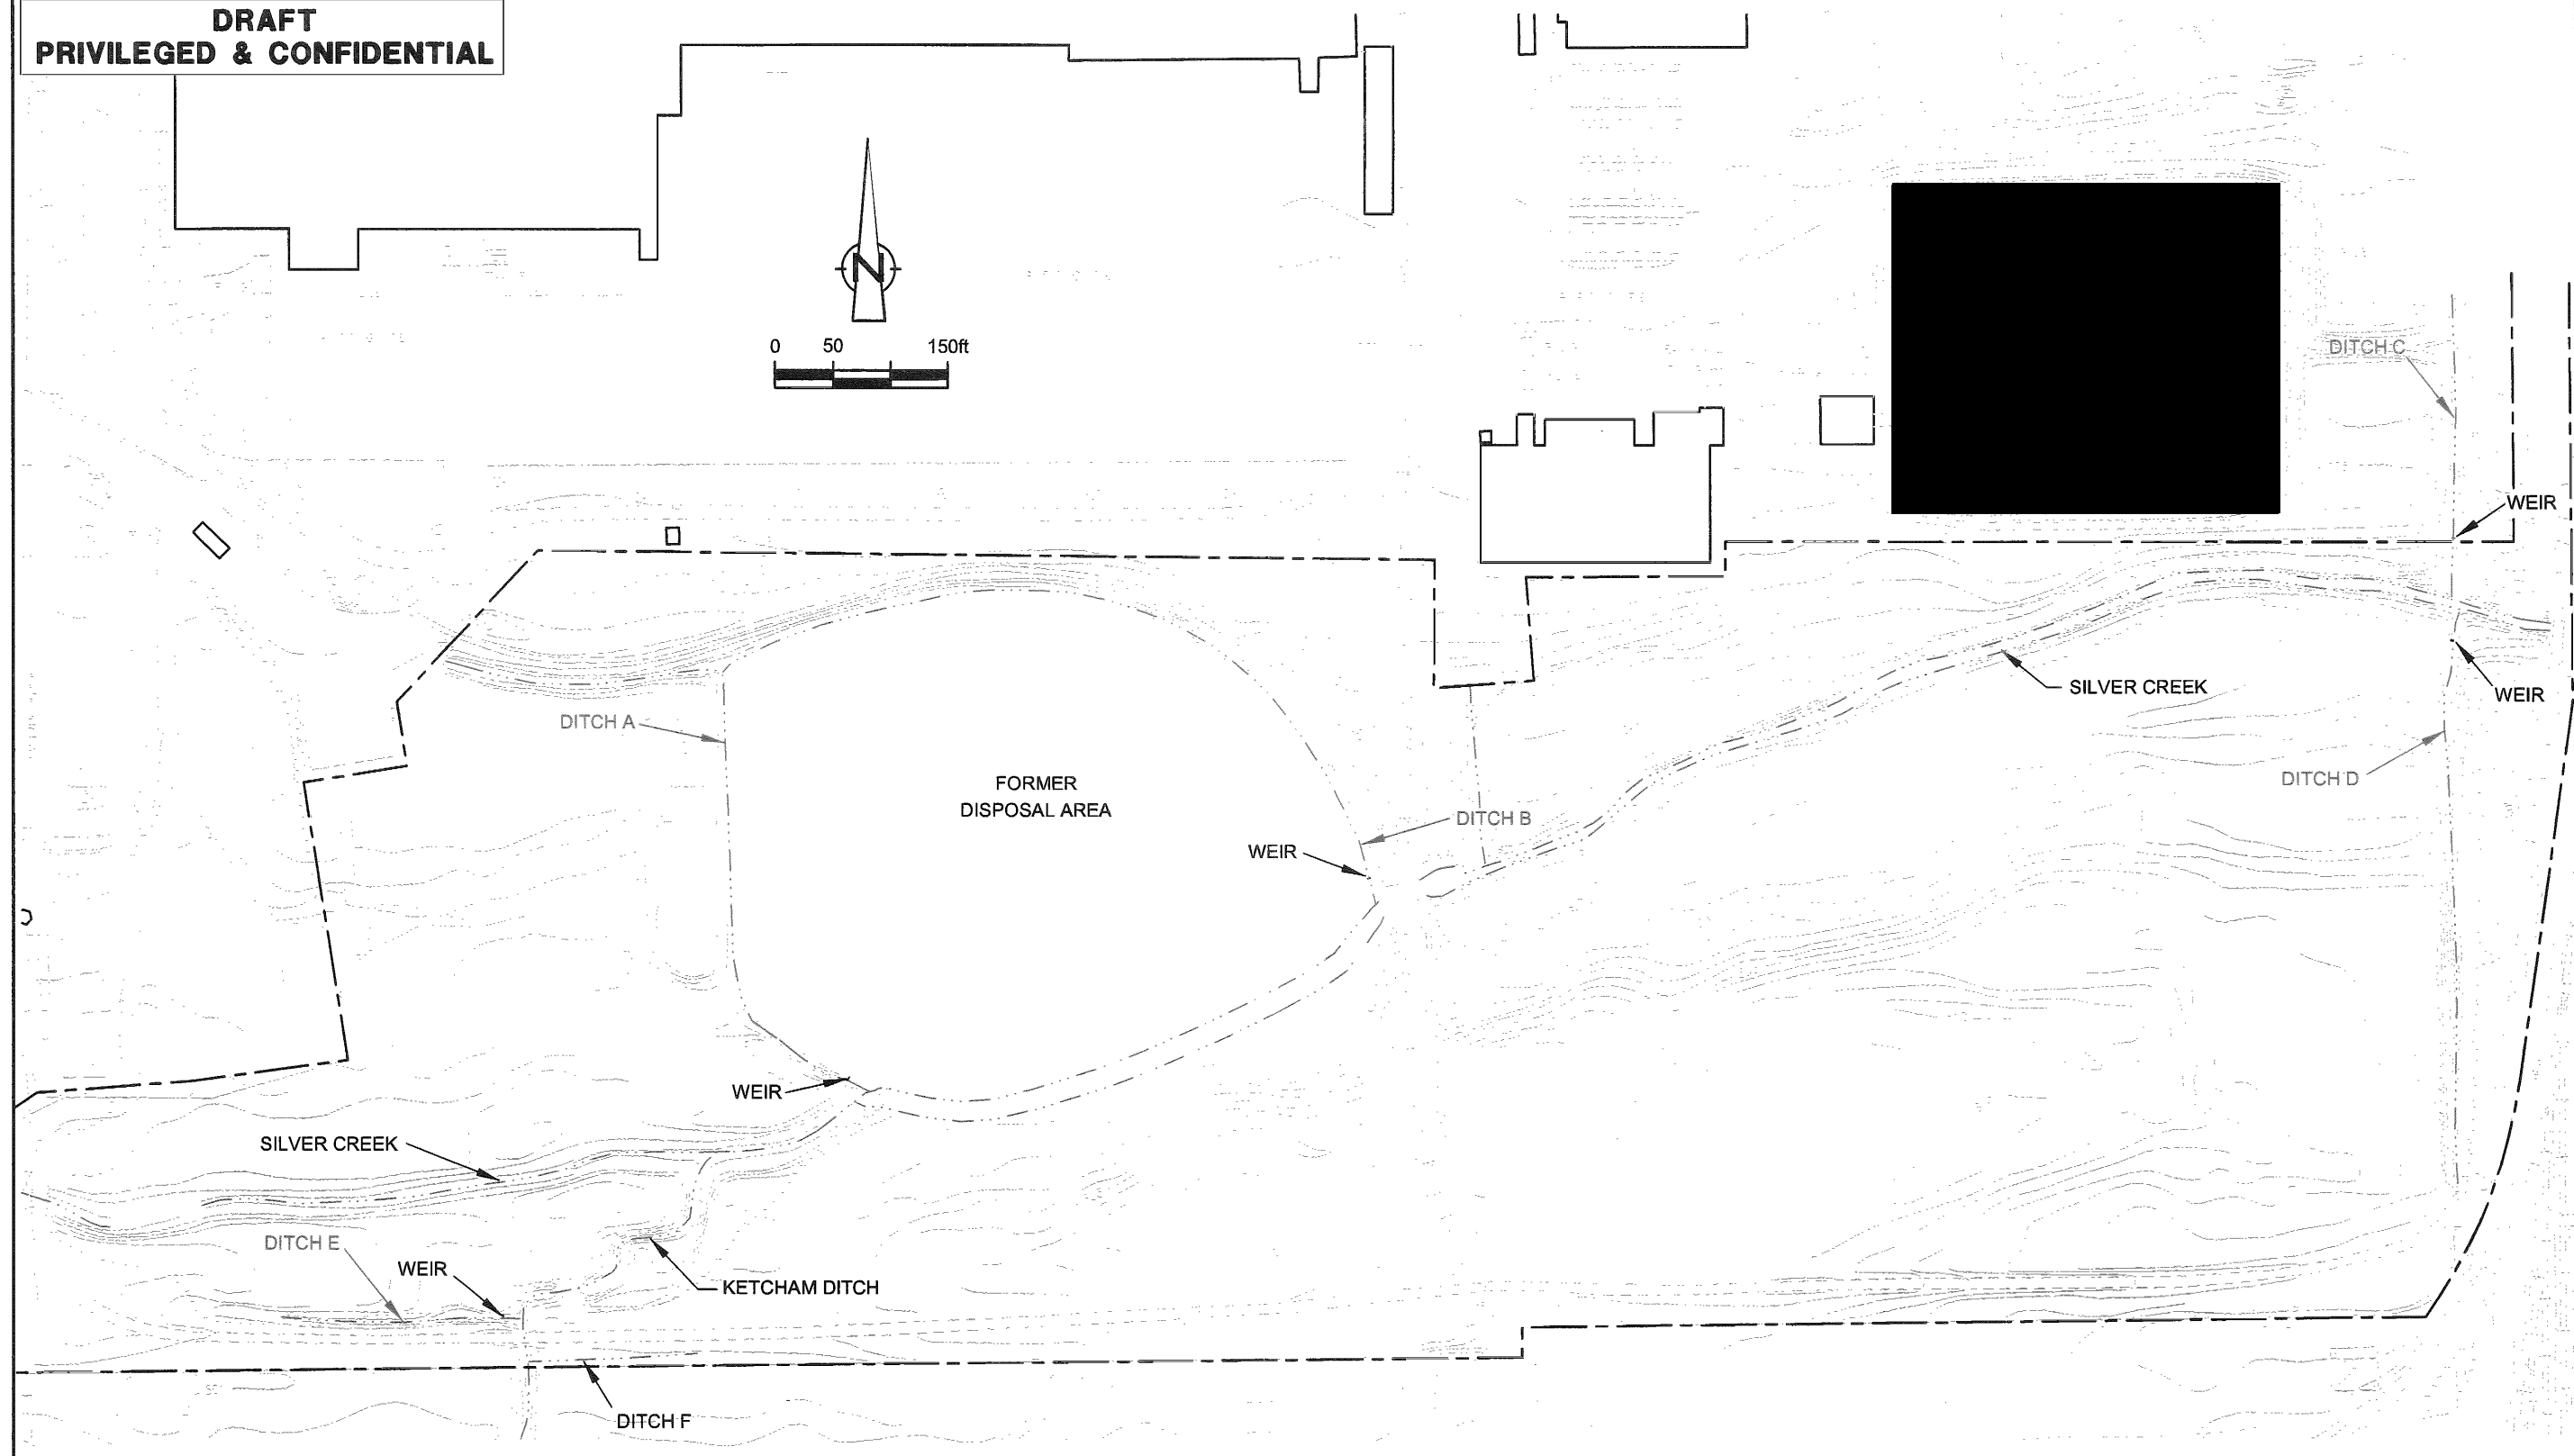 DRAFT
PRIVILEGED & CONFIDENTIAL
N
0 50 150ft
DITCH C
WEIR
SILVER CREEK
WEIR
DITCH A
DITCH D
FORMER
DISPOSAL AREA
DITCH B
WEIR
WEIR
SILVER CREEK
DITCH E
WEIR
KETCHAM DITCH
DITCH F